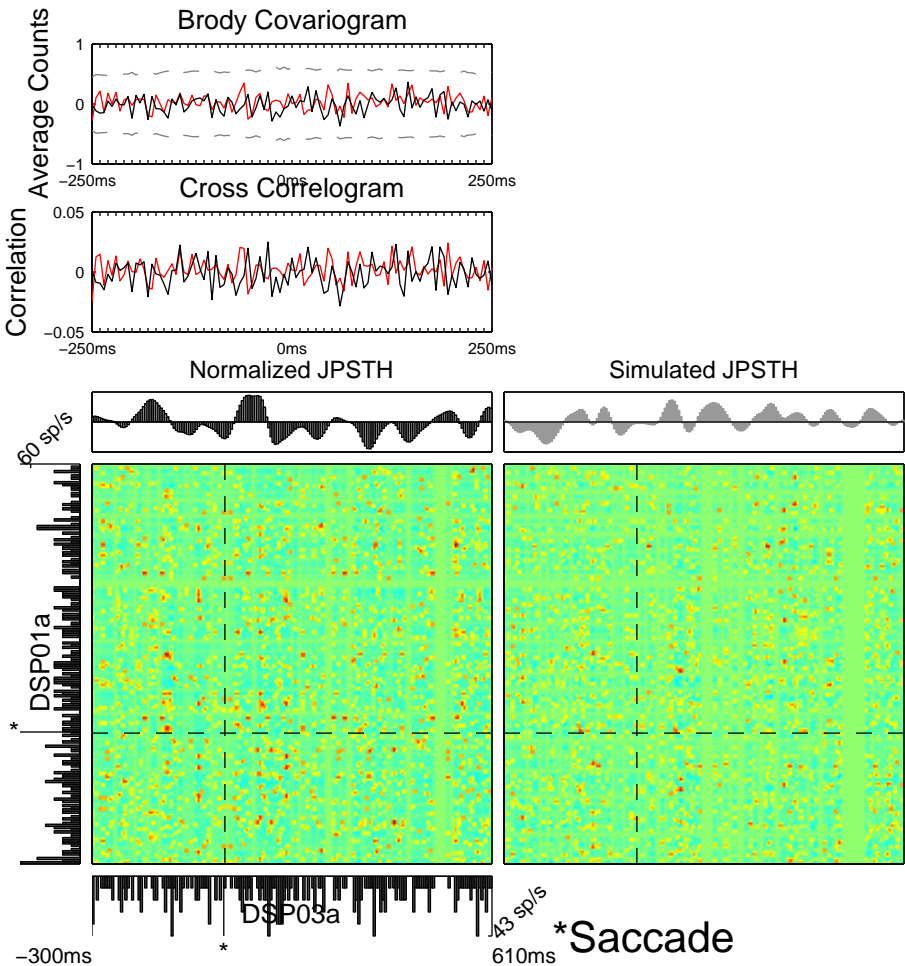 Brody Covariogram
Average Counts
1
0
−1
−250ms
0ms
250ms
Cross Correlogram
Correlation
0.05
0
−0.05
−250ms
0ms
250ms
Normalized JPSTH
Simulated JPSTH
60 sp/s
DSP01a
*
DSP03a
43 sp/s
*
*Saccade
−300ms
610ms